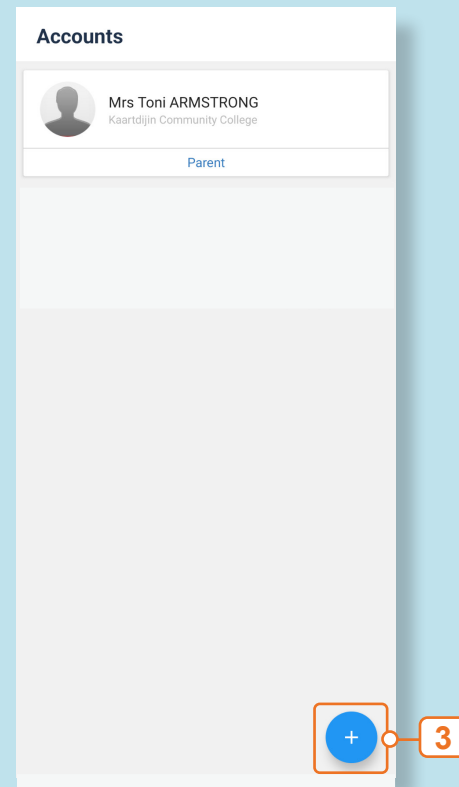 Accounts
Mrs Toni ARMSTRONG
Kaartdijin Community College
Parent
+
3